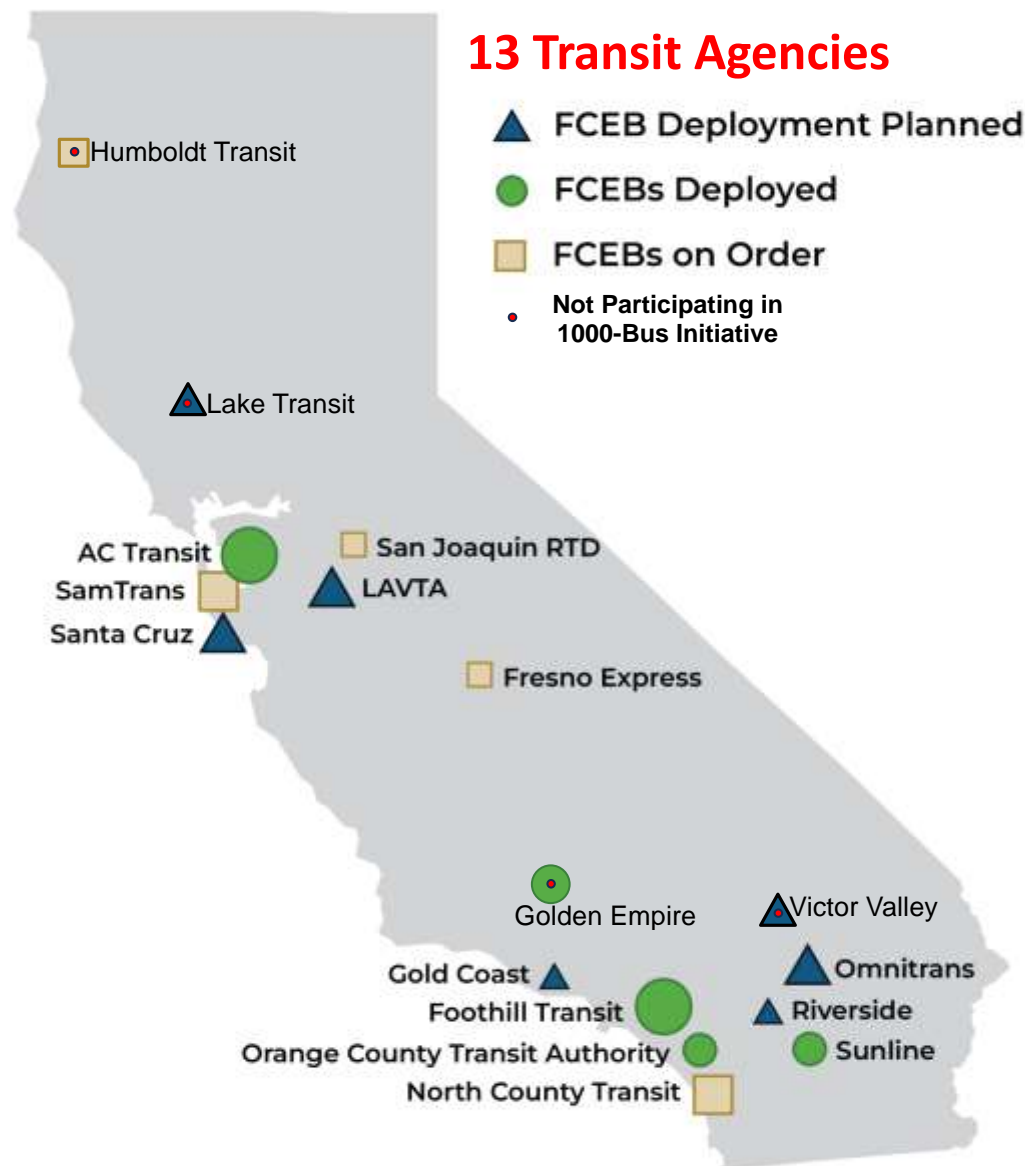 13 Transit Agencies
FCEB Deployment Planned
FCEBs Deployed
FCEBs on Order
Not Participating in
1000-Bus Initiative
Humboldt Transit
Lake Transit
AC Transit
San Joaquin RTD
SamTrans
LAVTA
Santa Cruz
Fresno Express
Golden Empire
Victor Valley
Gold Coast
Omnitrans
Foothill Transit
Riverside
Orange County Transit Authority
Sunline
North County Transit